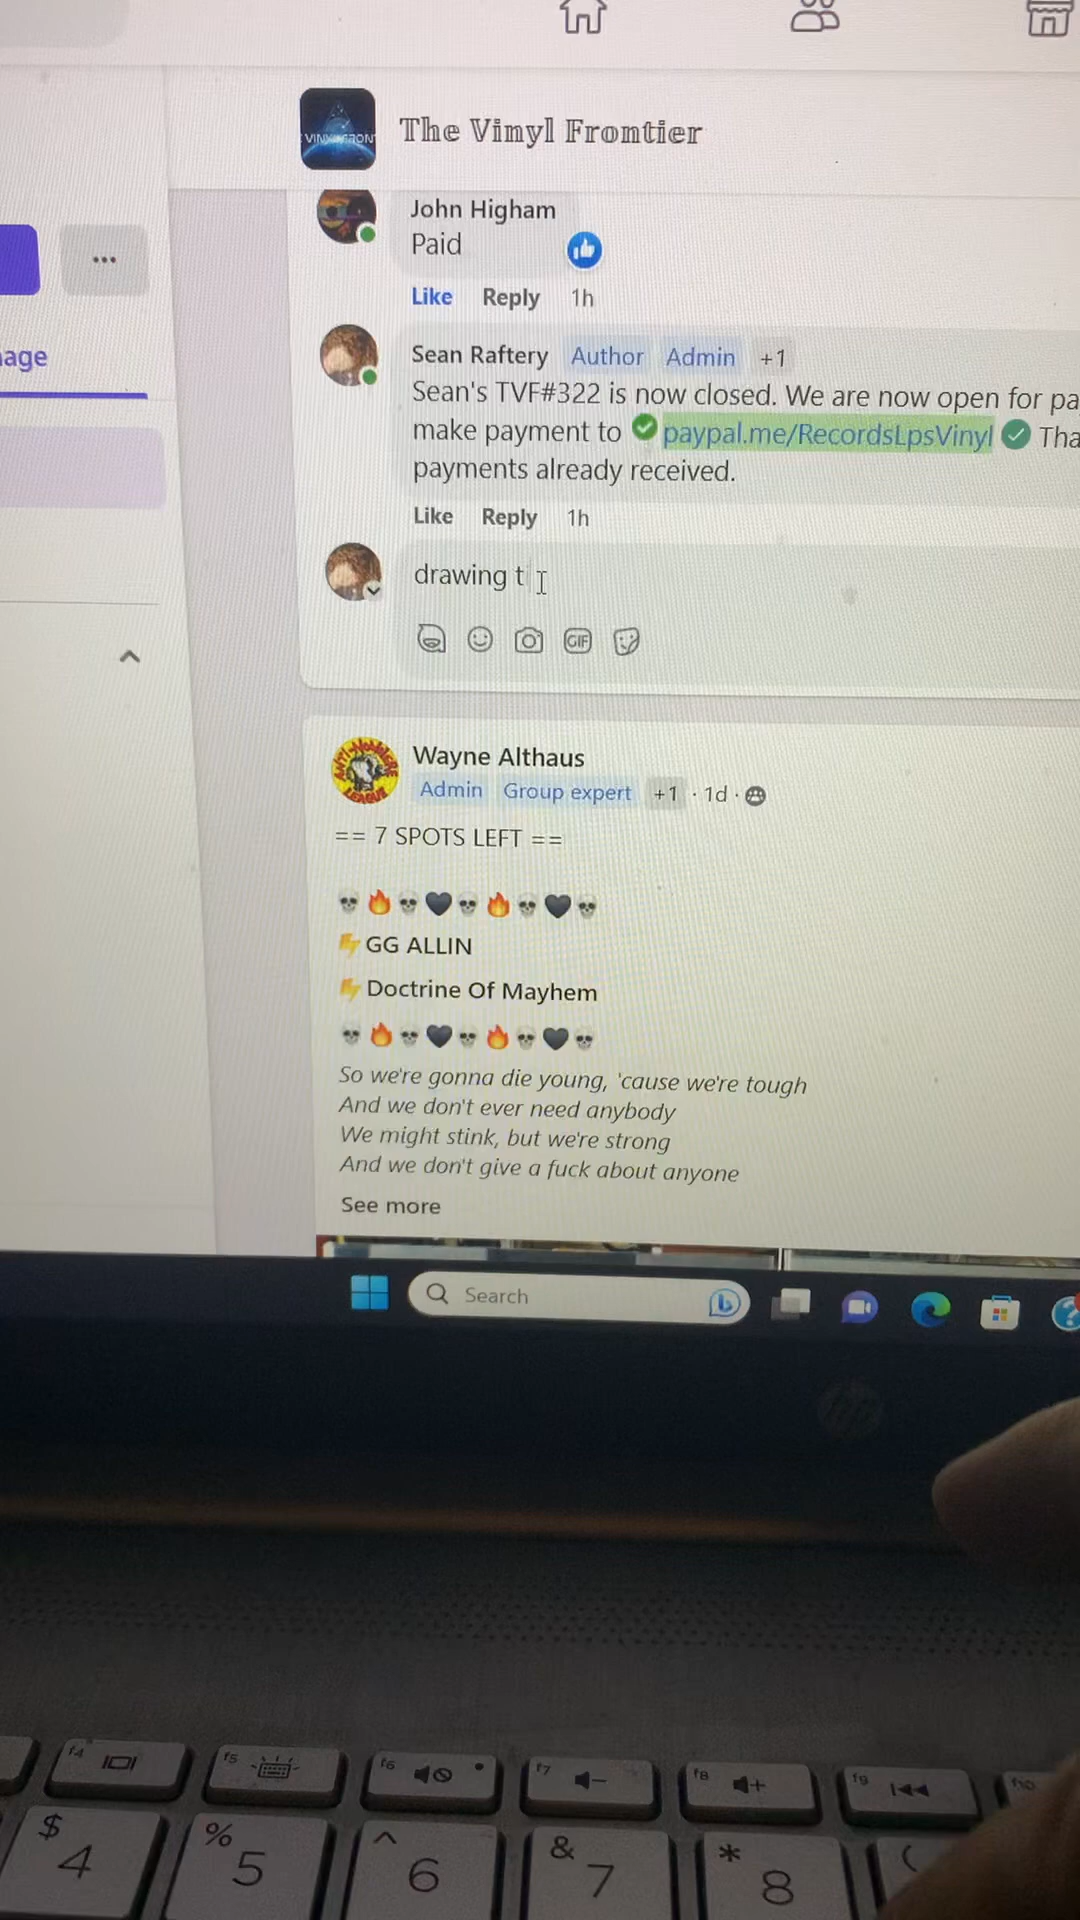 The Vinyl Frontier
John Higham
Paid
Like Reply 1h
Sean Raftery Author Admin +1
Sean's TVF#322 is now closed. We are now open for pa
make payment to paypal.me/RecordsLpsVinyl Tha
payments already received.
Like Reply 1h
drawing t
GIF
Wayne Althaus
Admin Group expert +1 · 1d ·
== 7 SPOTS LEFT ==
GG ALLIN
Doctrine Of Mayhem
So we're gonna die young, 'cause we're tough
And we don't ever need anybody
We might stink, but we're strong
And we don't give a fuck about anyone
See more
Search
hp
f4 f5 f6 f7 f8 f9 f10
$ % ^ & * (
4 5 6 7 8